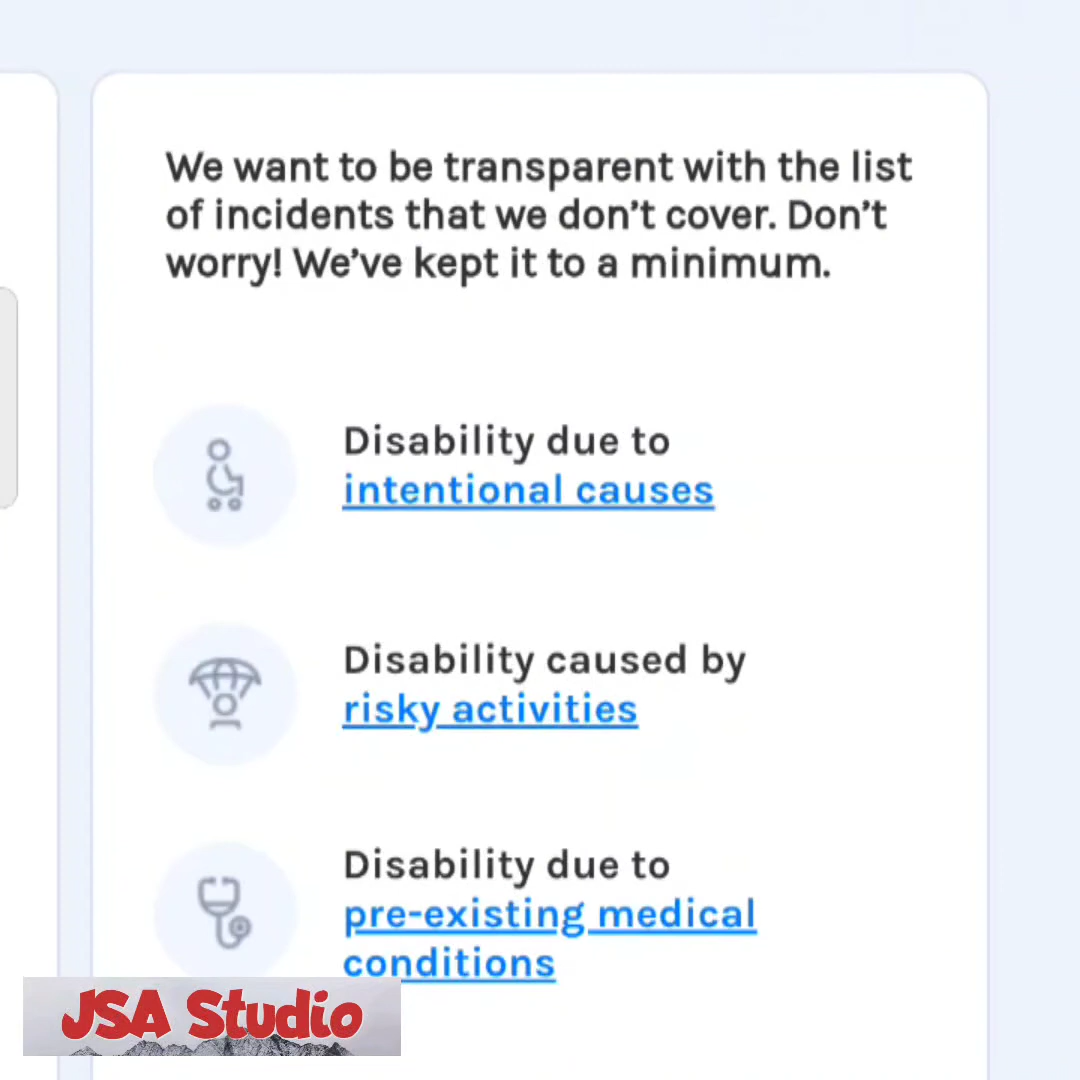 We want to be transparent with the list
of incidents that we don’t cover. Don’t
worry! We’ve kept it to a minimum.
Disability due to
intentional causes
Disability caused by
risky activities
Disability due to
pre-existing medical
conditions
JSA Studio